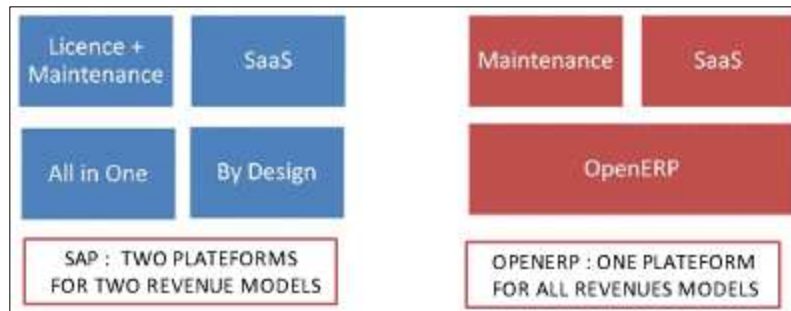 Licence +
Maintenance
SaaS
Maintenance
SaaS
All in One
By Design
OpenERP
SAP : TWO PLATEFORMS
FOR TWO REVENUE MODELS
OPENERP : ONE PLATEFORM
FOR ALL REVENUES MODELS